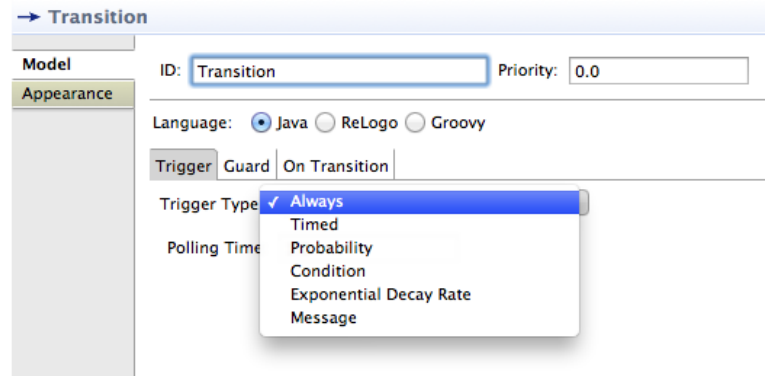 → Transition
Model
Appearance
ID: Transition Priority: 0.0
Language: Java ReLogo Groovy
Trigger Guard On Transition
Trigger Type ✓ Always
Timed
Polling Time Probability
Condition
Exponential Decay Rate
Message